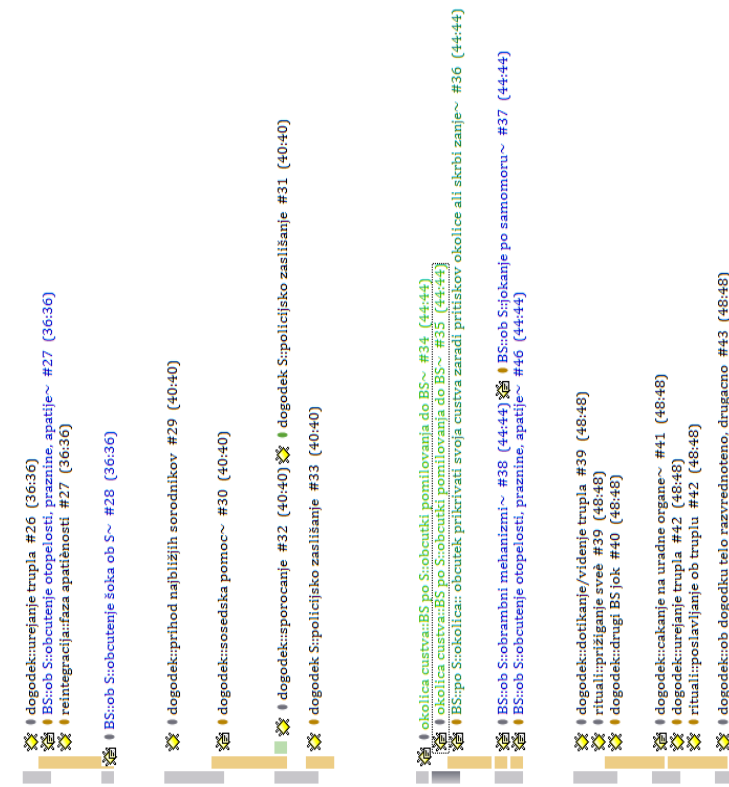 dogodek::urejanje trupla #26 (36:36)
BS::ob S::obcutenje otopelosti, praznine, apatije~ #27 (36:36)
reintegracija::faza apatiènosti #27 (36:36)
BS::ob S::obcutenje šoka ob S~ #28 (36:36)
dogodek::prihod najbližjih sorodnikov #29 (40:40)
dogodek::sosedska pomoc~ #30 (40:40)
dogodek::sporocanje #32 (40:40) dogodek S::policijsko zaslišanje #31 (40:40)
dogodek S::policijsko zaslišanje #33 (40:40)
okolica custva::BS po S::obcutki pomilovanja do BS~ #34 (44:44)
okolica custva::BS po S::obcutki pomilovanja do BS~ #35 (44:44)
BS::po S::okolica:: obcutek prikrivati svoja custva zaradi pritiskov okolice ali skrbi zanje~ #36 (44:44)
BS::ob S::obrambni mehanizmi~ #38 (44:44) BS::ob S::jokanje po samomoru~ #37 (44:44)
BS::ob S::obcutenje otopelosti, praznine, apatije~ #46 (44:44)
dogodek::dotikanje/videnje trupla #39 (48:48)
rituali::prižiganje sveè #39 (48:48)
dogodek::drugi BS jok #40 (48:48)
dogodek::cakanje na uradne organe~ #41 (48:48)
dogodek::urejanje trupla #42 (48:48)
rituali::poslavljanje ob truplu #42 (48:48)
dogodek::ob dogodku telo razvrednoteno, drugacno #43 (48:48)